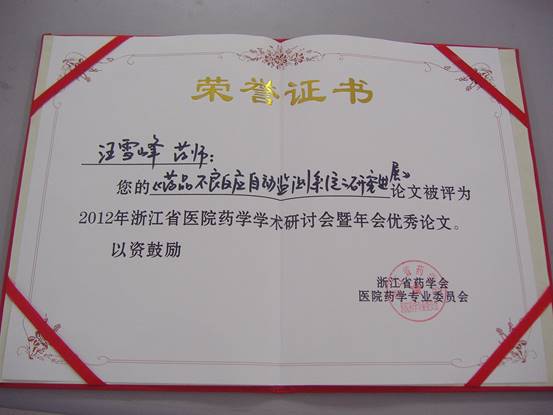 荣誉证书
汪雪峰 药师：
您的《药品不良反应自动监测系统之研究进展》论文被评为
2012年浙江省医院药学学术研讨会暨年会优秀论文。
以资鼓励
浙江省药学会
医院药学专业委员会